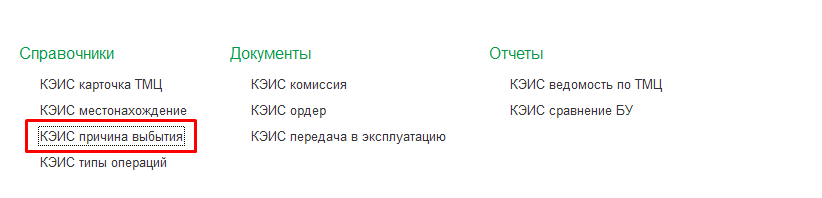 Справочники
КЭИС карточка ТМЦ
КЭИС местонахождение
КЭИС причина выбытия
КЭИС типы операций
Документы
КЭИС комиссия
КЭИС ордер
КЭИС передача в эксплуатацию
Отчеты
КЭИС ведомость по ТМЦ
КЭИС сравнение БУ